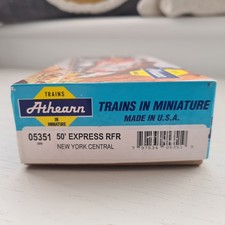 TRAINS
Athearn
IN
MINIATURE
TRAINS IN MINIATURE
MADE IN U.S.A.
05351
50' EXPRESS RFR
NEW YORK CENTRAL